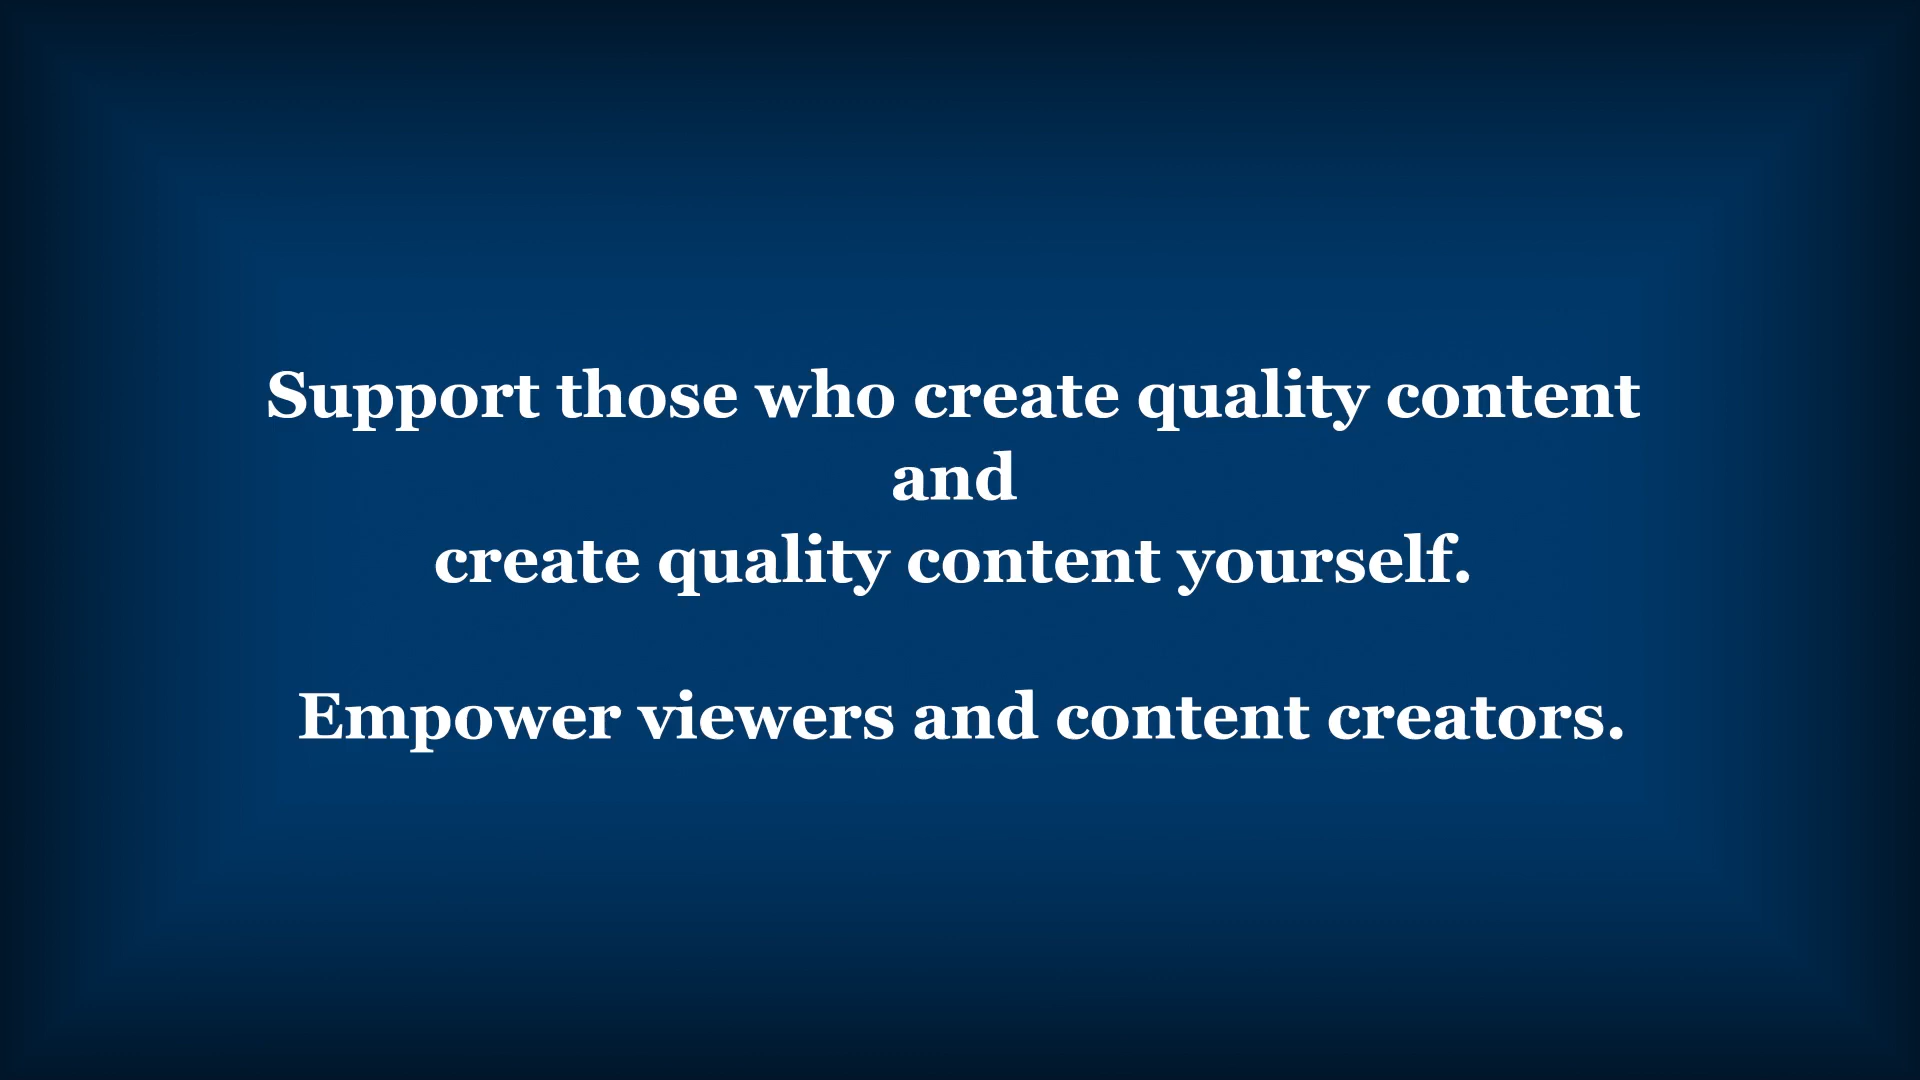 Support those who create quality content
and
create quality content yourself.
Empower viewers and content creators.